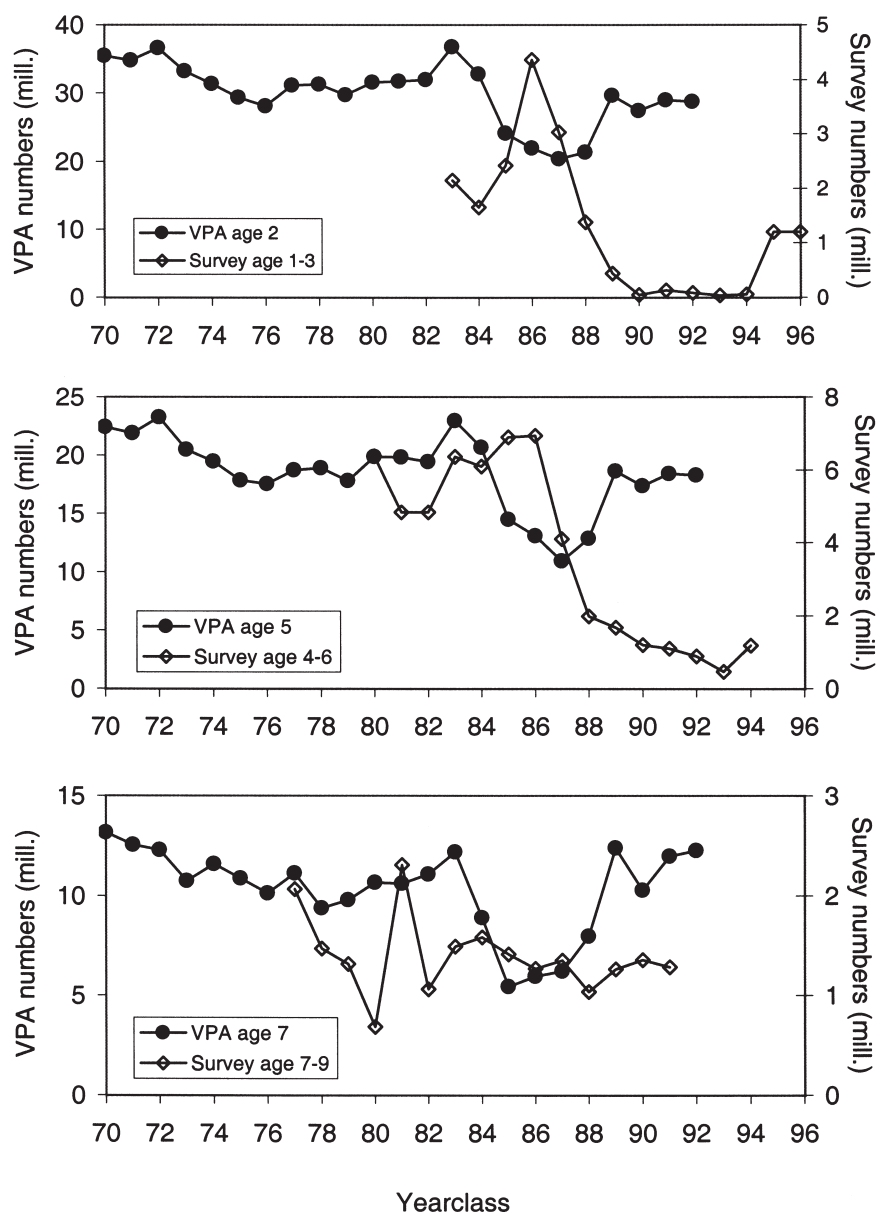 40
30
20
10
0
VPA numbers (mill.)
5
4
3
2
1
0
Survey numbers (mill.)
VPA age 2
Survey age 1-3
70 72 74 76 78 80 82 84 86 88 90 92 94 96
25
20
15
10
5
0
VPA numbers (mill.)
8
6
4
2
0
Survey numbers (mill.)
VPA age 5
Survey age 4-6
70 72 74 76 78 80 82 84 86 88 90 92 94 96
15
10
5
0
VPA numbers (mill.)
3
2
1
0
Survey numbers (mill.)
VPA age 7
Survey age 7-9
70 72 74 76 78 80 82 84 86 88 90 92 94 96
Yearclass